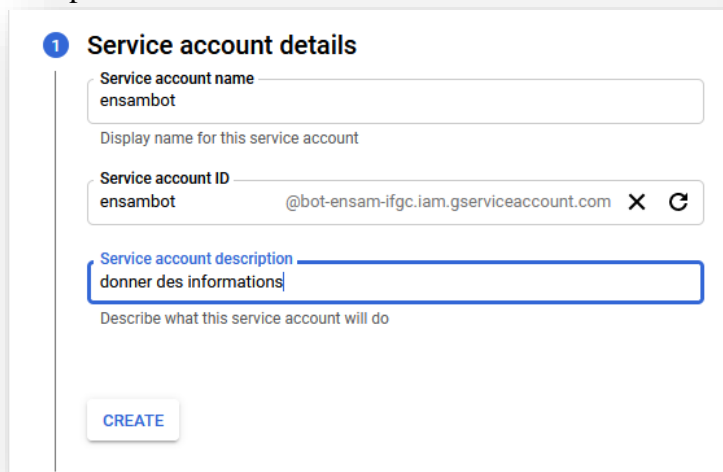 1 Service account details
Service account name
ensambot
Display name for this service account
Service account ID
ensambot @bot-ensam-ifgc.iam.gserviceaccount.com
Service account description
donner des informations
Describe what this service account will do
CREATE